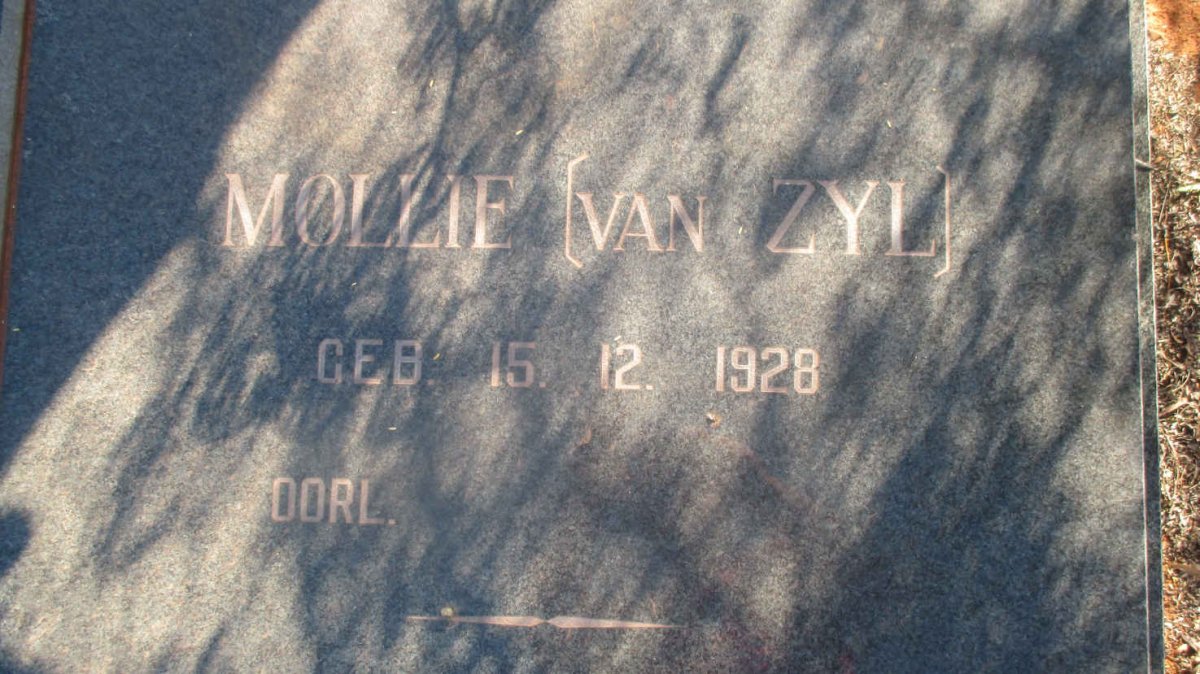 MOLLIE (VAN ZYL)
GEB. 15. 12. 1928
OORL.